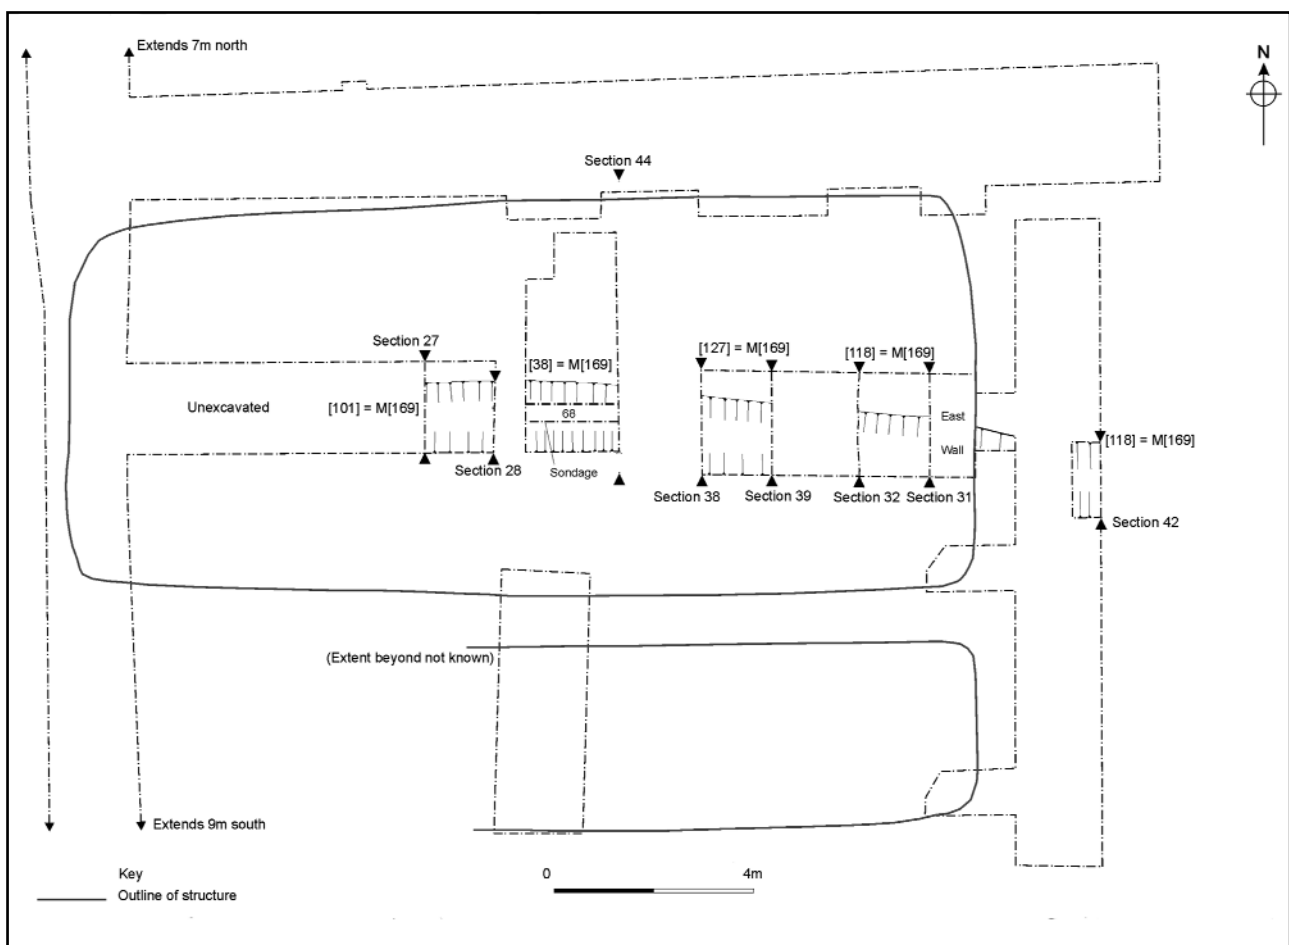 Extends 7m north
N
Section 44
Section 27
[127] = M[169]
[118] = M[169]
[38] = M[169]
Unexcavated
[101] = M[169]
68
East
Wall
[118] = M[169]
Section 28
Sondage
Section 38
Section 39
Section 32
Section 31
Section 42
(Extent beyond not known)
Extends 9m south
Key
0
4m
Outline of structure